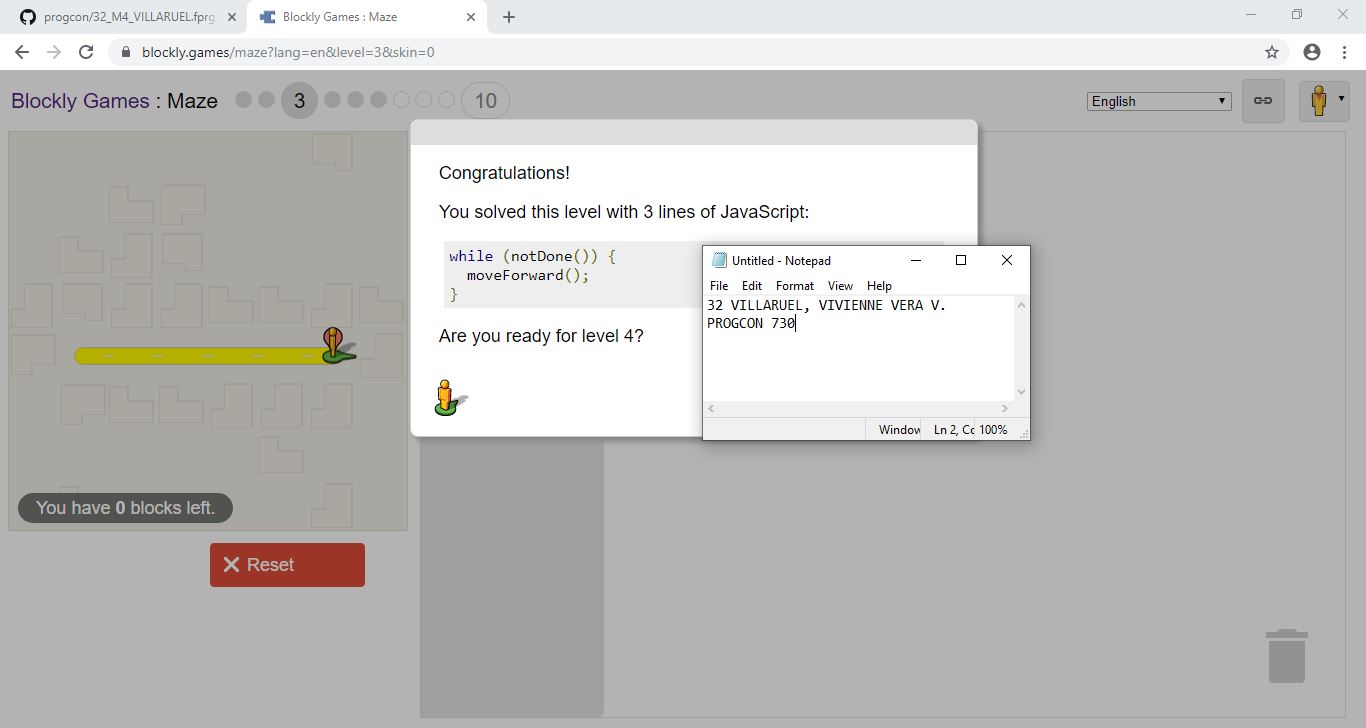 progcon/32_M4_VILLARUEL.fprg
Blockly Games : Maze
blockly.games/maze?lang=en&level=3&skin=0
Blockly Games : Maze
3
10
English
Congratulations!
You solved this level with 3 lines of JavaScript:
while (notDone()) {
  moveForward();
}
Are you ready for level 4?
Untitled - Notepad
File Edit Format View Help
32 VILLARUEL, VIVIENNE VERA V.
PROGCON 730
Window Ln 2, Cc 100%
You have 0 blocks left.
Reset